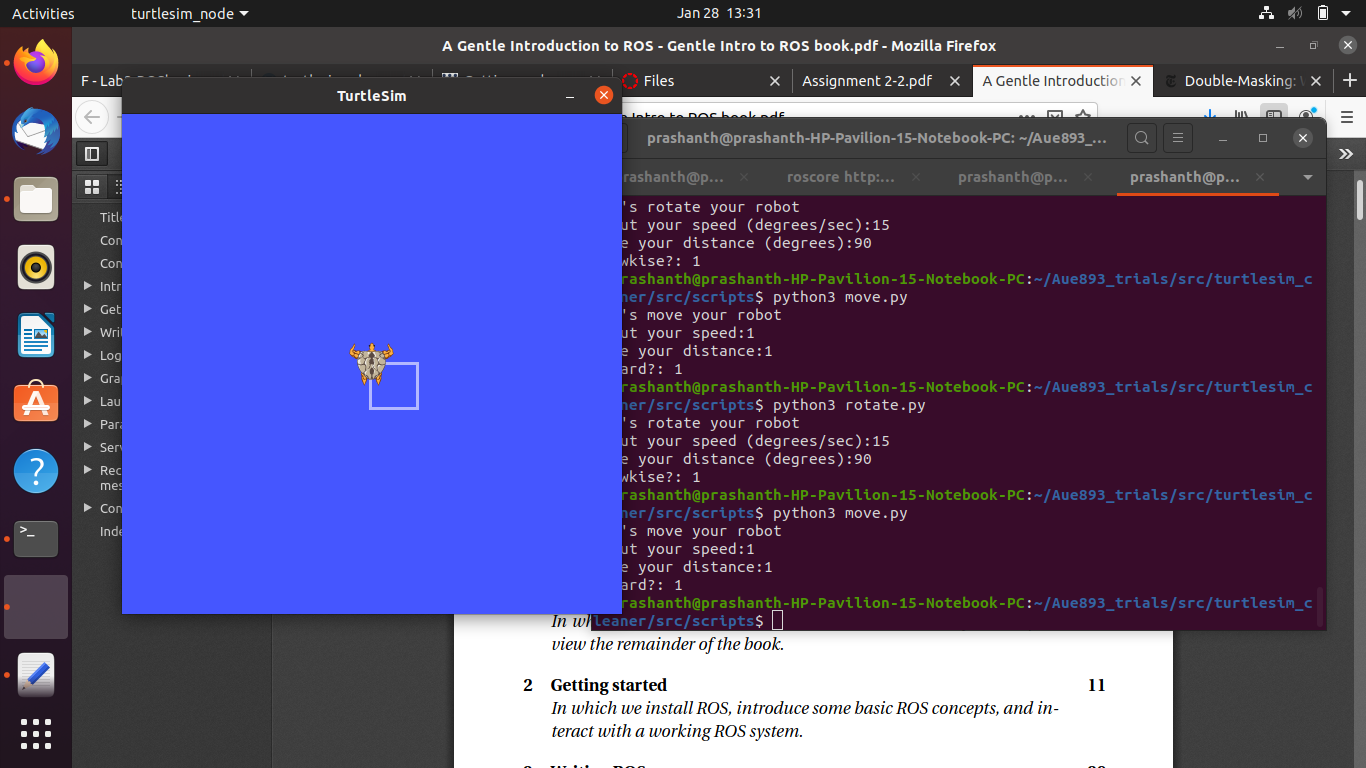 Activities
turtlesim_node
Jan 28 13:31
A Gentle Introduction to ROS - Gentle Intro to ROS book.pdf - Mozilla Firefox
F - Lab
Files
Assignment 2-2.pdf
A Gentle Introduction
Double-Masking:
TurtleSim
Intro to ROS book.pdf
prashanth@prashanth-HP-Pavilion-15-Notebook-PC: ~/Aue893_...
rashanth@p...
roscore http:...
prashanth@p...
prashanth@p...
Title
Con
Con
Intr
Get
Writ
Log
Gra
Lau
Para
Serv
Rec
mes
Con
Inde
's rotate your robot
ut your speed (degrees/sec):15
e your distance (degrees):90
wkise?: 1
rashanth@prashanth-HP-Pavilion-15-Notebook-PC:~/Aue893_trials/src/turtlesim_c
ner/src/scripts$ python3 move.py
's move your robot
ut your speed:1
e your distance:1
ard?: 1
rashanth@prashanth-HP-Pavilion-15-Notebook-PC:~/Aue893_trials/src/turtlesim_c
ner/src/scripts$ python3 rotate.py
's rotate your robot
ut your speed (degrees/sec):15
e your distance (degrees):90
wkise?: 1
rashanth@prashanth-HP-Pavilion-15-Notebook-PC:~/Aue893_trials/src/turtlesim_c
ner/src/scripts$ python3 move.py
's move your robot
ut your speed:1
e your distance:1
ard?: 1
rashanth@prashanth-HP-Pavilion-15-Notebook-PC:~/Aue893_trials/src/turtlesim_c
leaner/src/scripts$
In wh
view the remainder of the book.
2 Getting started 11
In which we install ROS, introduce some basic ROS concepts, and in-
teract with a working ROS system.